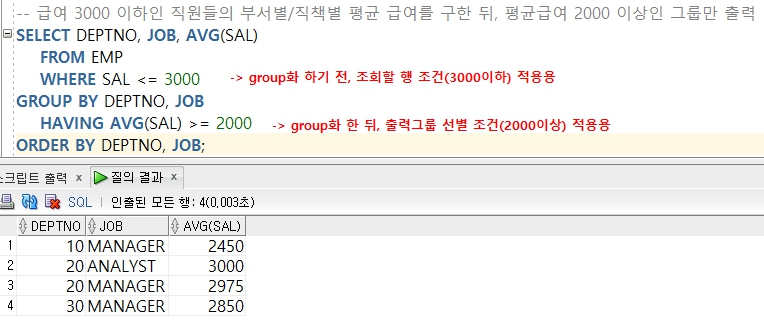 -- 급여 3000 이하인 직원들의 부서별/직책별 평균 급여를 구한 뒤, 평균급여 2000 이상인 그룹만 출력
SELECT DEPTNO, JOB, AVG(SAL)
FROM EMP
WHERE SAL <= 3000 -> group화 하기 전, 조회할 행 조건(3000이하) 적용용
GROUP BY DEPTNO, JOB
HAVING AVG(SAL) >= 2000 -> group화 한 뒤, 출력그룹 선별 조건(2000이상) 적용용
ORDER BY DEPTNO, JOB;
스크립트 출력 x 질의 결과 x
SQL | 인출된 모든 행: 4(0,003초)
DEPTNO JOB AVG(SAL)
1 10 MANAGER 2450
2 20 ANALYST 3000
3 20 MANAGER 2975
4 30 MANAGER 2850